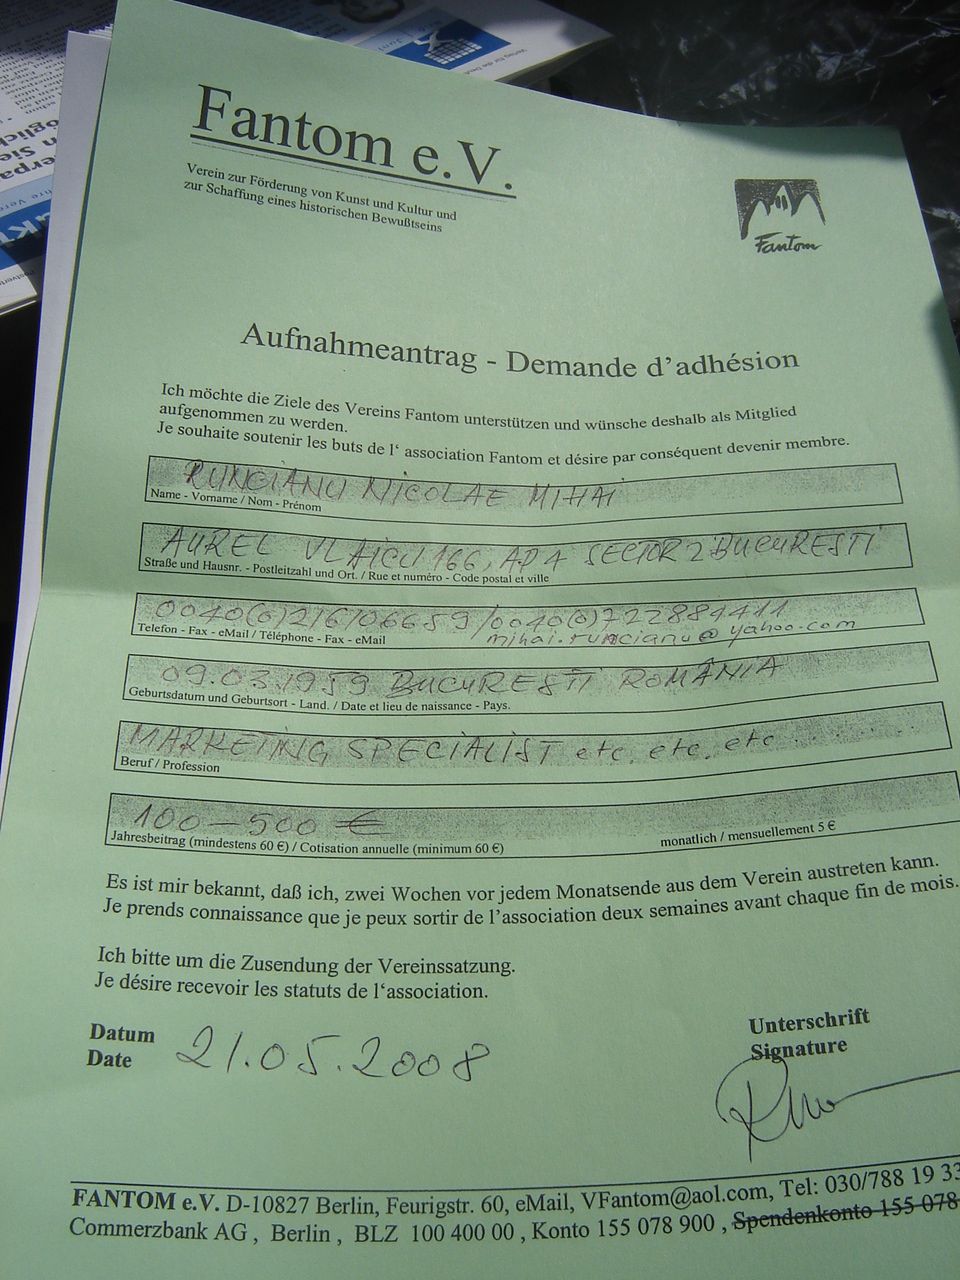 Fantom e.V.
Verein zur Förderung von Kunst und Kultur und
zur Schaffung eines historischen Bewußtseins
Fantom
Aufnahmeantrag - Demande d'adhésion
Ich möchte die Ziele des Vereins Fantom unterstützen und wünsche deshalb als Mitglied
aufgenommen zu werden.
Je souhaite soutenir les buts de l‘ association Fantom et désire par conséquent devenir membre.
RUNCIANU NICOLAE MIHAI
Name - Vorname / Nom - Prénom
AUREL VLAICU 166, AP 4 SECTOR 2 BUCURESTI
Straße und Hausnr. - Postleitzahl und Ort. / Rue et numéro - Code postal et ville
0040(0)216106659 / 0040(0)722884411
mihai.runcianu@yahoo.com
Telefon - Fax - eMail / Téléphone - Fax - eMail
09.03.1959 BUCURESTI ROMÂNIA
Geburtsdatum und Geburtsort - Land. / Date et lieu de naissance - Pays.
MARKETING SPECIALIST etc. etc. etc ......
Beruf / Profession
100 - 500 €
Jahresbeitrag (mindestens 60 €) / Cotisation annuelle (minimum 60 €) monatlich / mensuellement 5 €
Es ist mir bekannt, daß ich, zwei Wochen vor jedem Monatsende aus dem Verein austreten kann.
Je prends connaissance que je peux sortir de l'association deux semaines avant chaque fin de mois.
Ich bitte um die Zusendung der Vereinssatzung.
Je désire recevoir les statuts de l‘association.
Datum
Date
21.05.2008
Unterschrift
Signature
FANTOM e.V. D-10827 Berlin, Feurigstr. 60, eMail, VFantom@aol.com, Tel: 030/788 19 33
Commerzbank AG , Berlin , BLZ 100 400 00 , Konto 155 078 900 , Spendenkonto 155 078